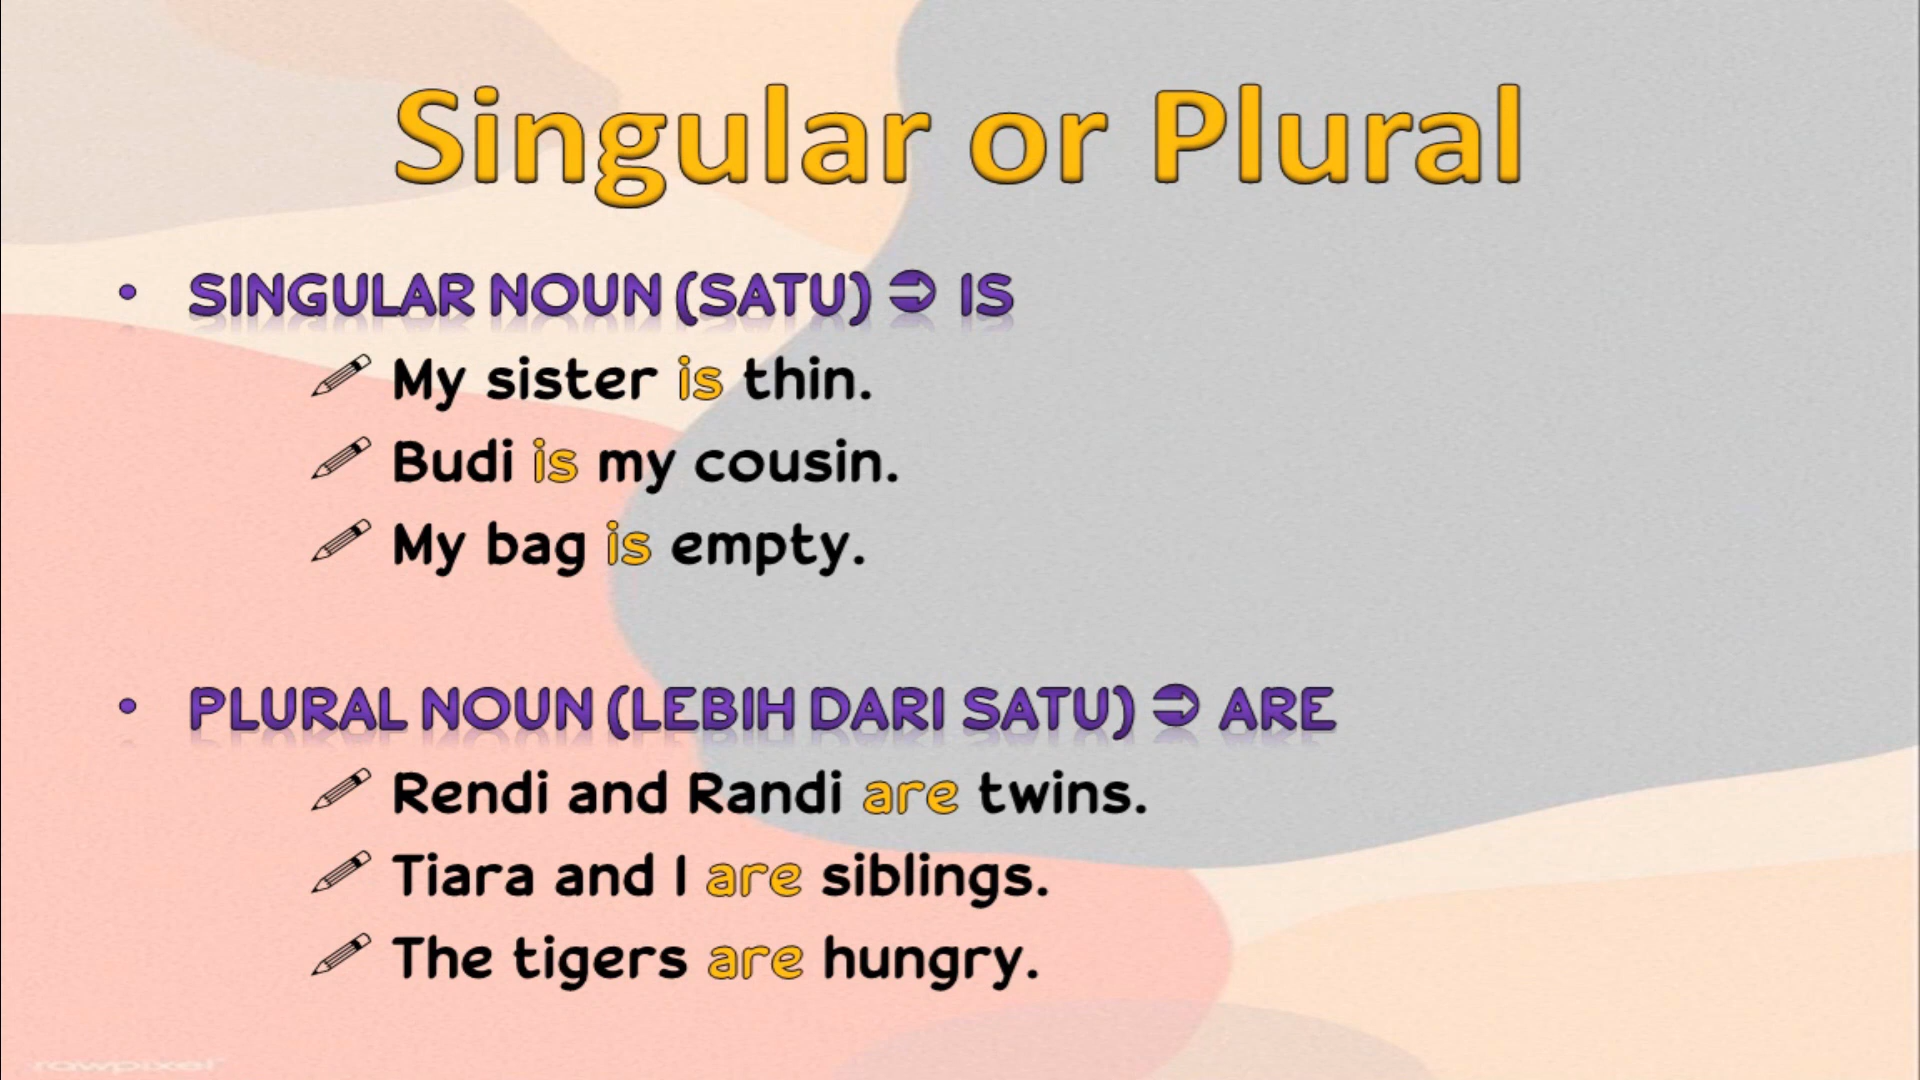 Singular or Plural
• SINGULAR NOUN (SATU) ➲ IS
✏ My sister is thin.
✏ Budi is my cousin.
✏ My bag is empty.
• PLURAL NOUN (LEBIH DARI SATU) ➲ ARE
✏ Rendi and Randi are twins.
✏ Tiara and I are siblings.
✏ The tigers are hungry.
rawpixel